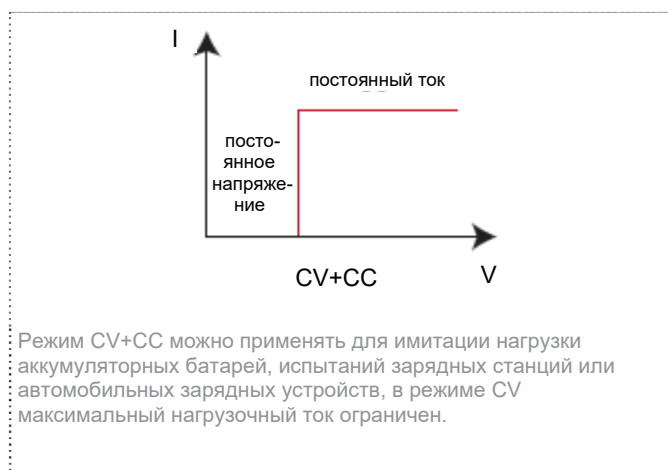 I
постоянный ток
посто-
янное
напряже-
ние
CV+CC
V
Режим CV+CC можно применять для имитации нагрузки
аккумуляторных батарей, испытаний зарядных станций или
автомобильных зарядных устройств, в режиме CV
максимальный нагрузочный ток ограничен.